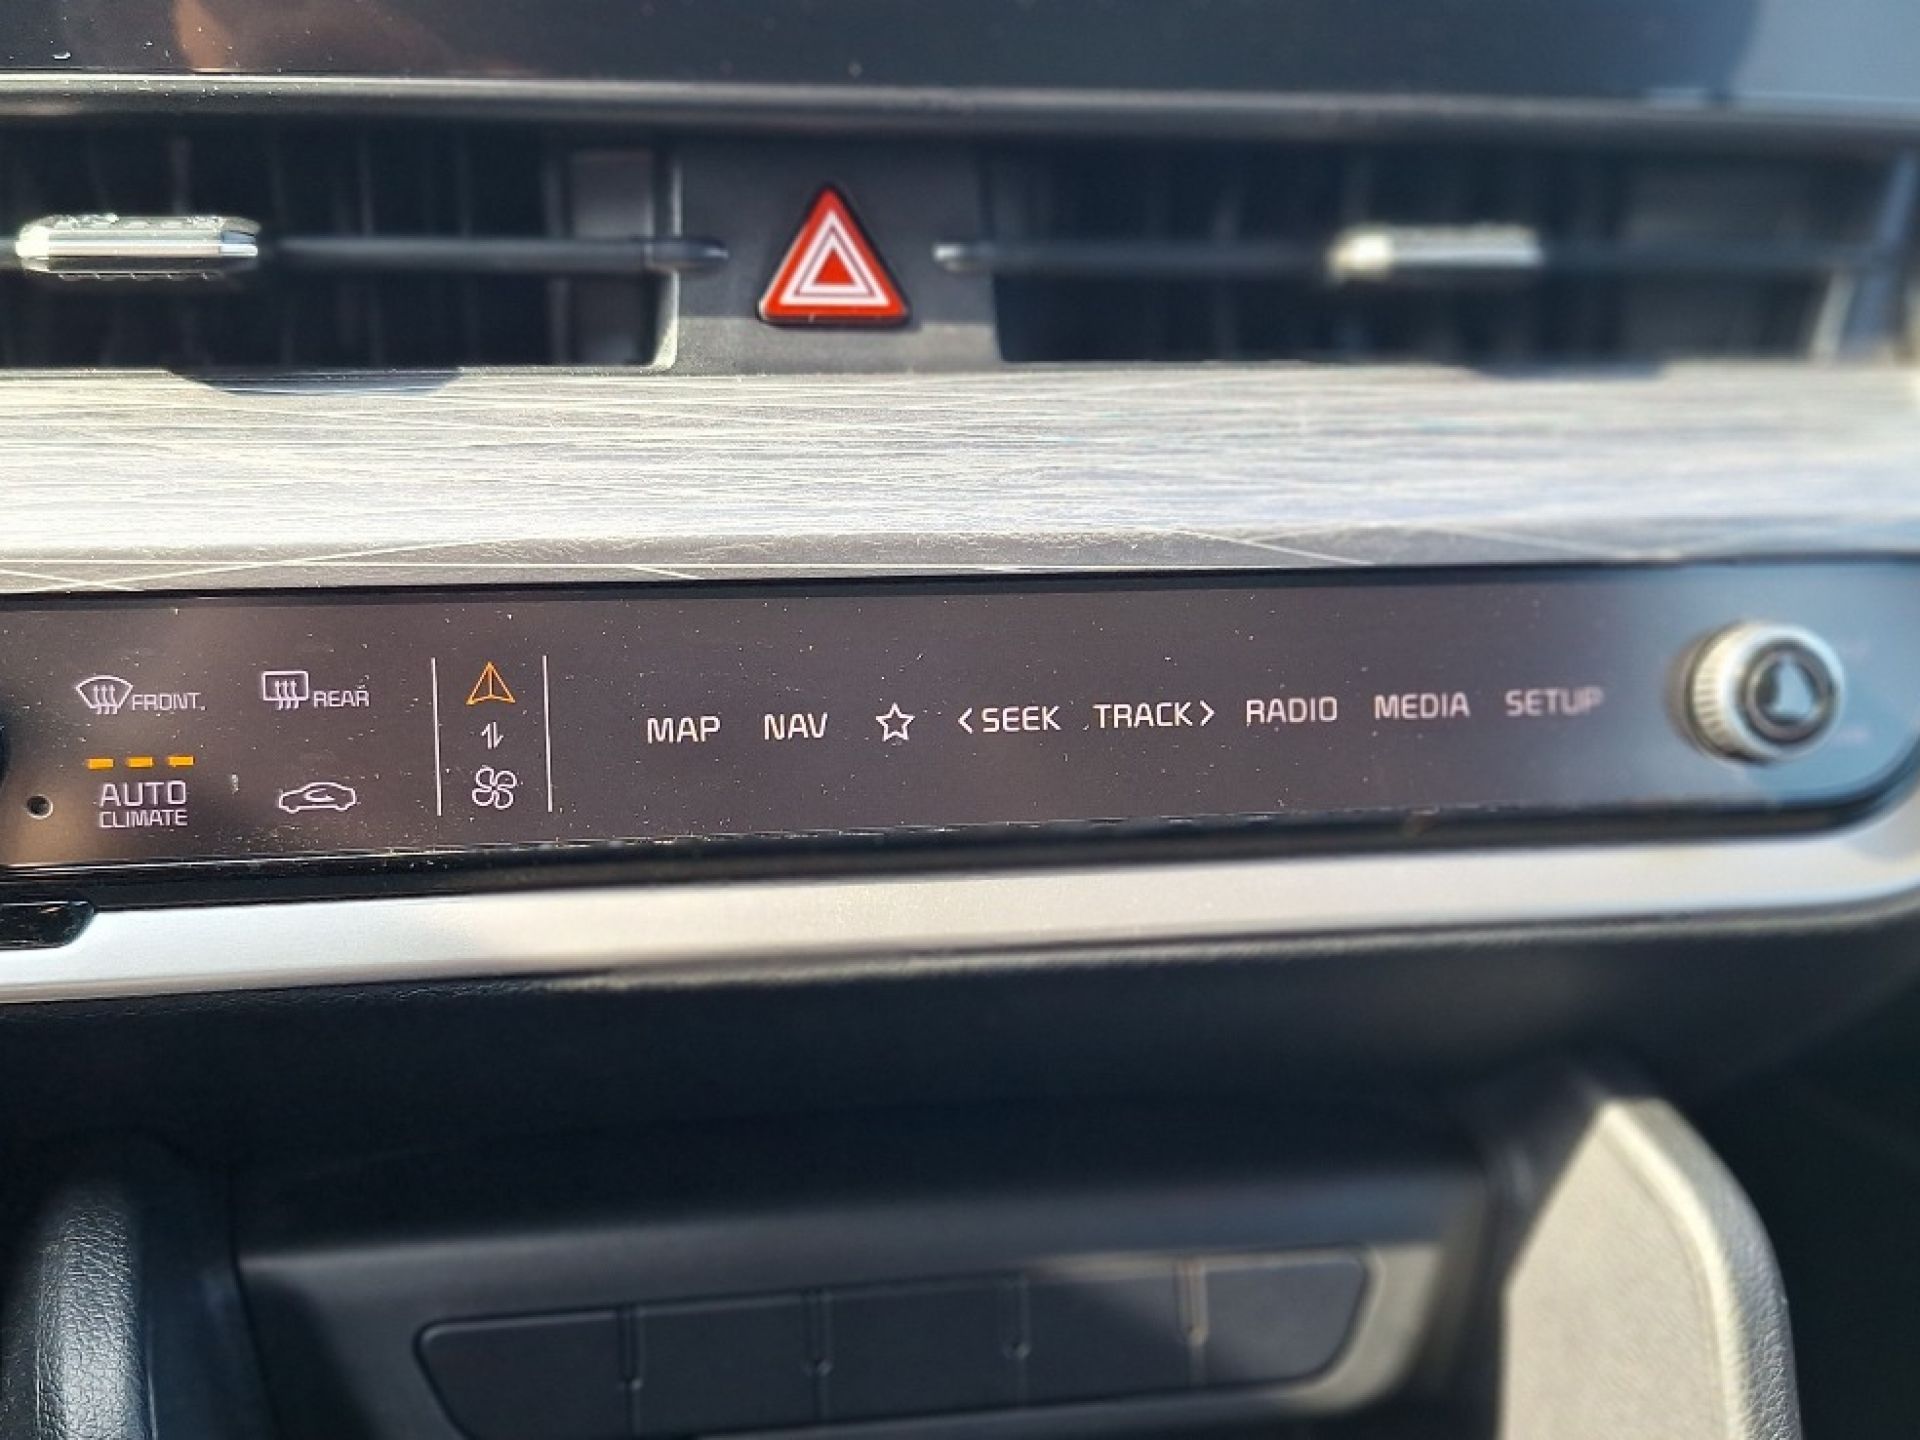 FRONT
REAR
MAP NAV <SEEK TRACK> RADIO MEDIA SETUP
AUTO
CLIMATE